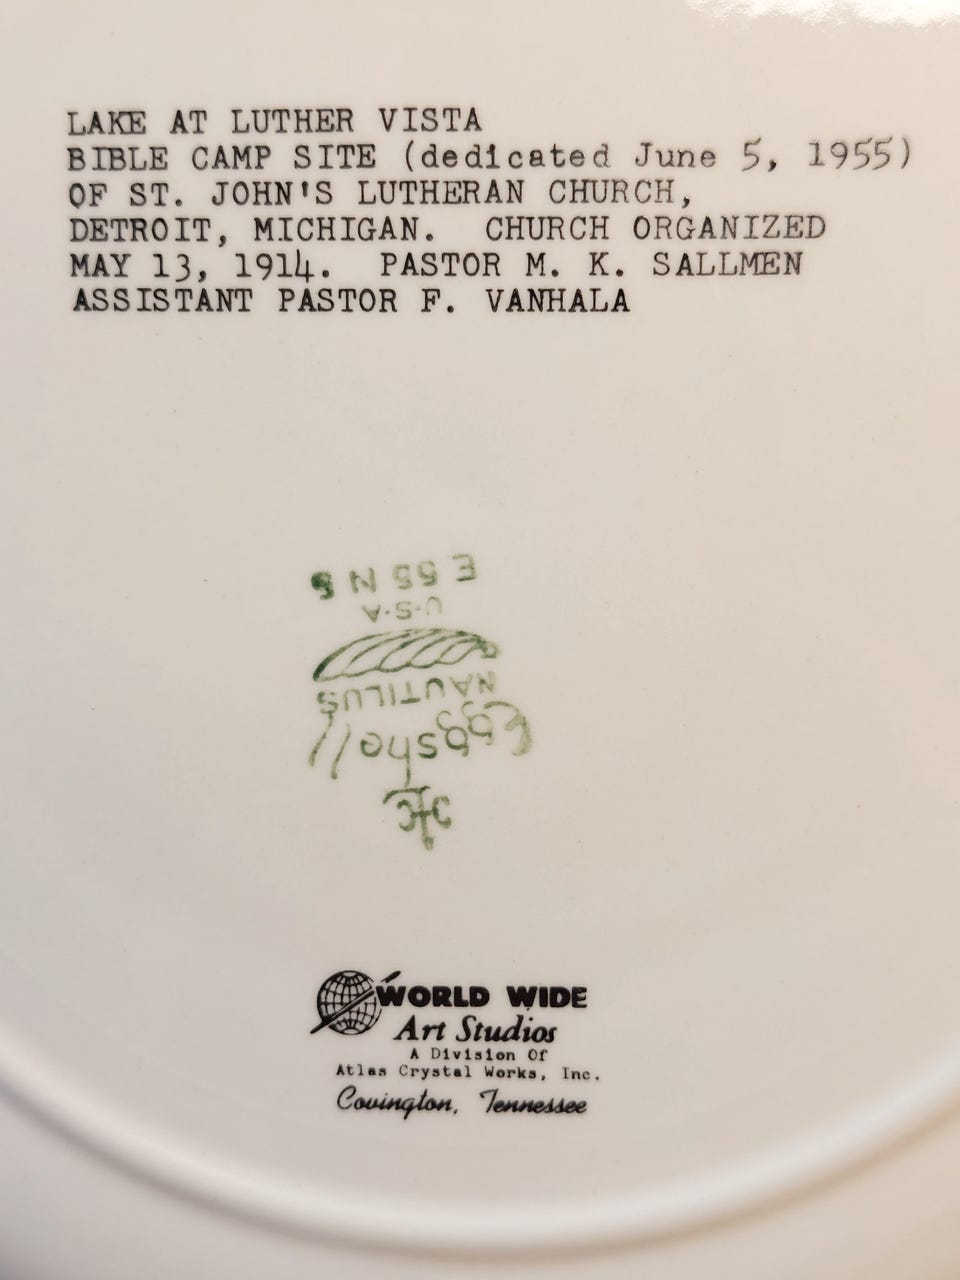 LAKE AT LUTHER VISTA
BIBLE CAMP SITE (dedicated June 5, 1955)
OF ST. JOHN'S LUTHERAN CHURCH,
DETROIT, MICHIGAN. CHURCH ORGANIZED
MAY 13, 1914. PASTOR M. K. SALLMEN
ASSISTANT PASTOR F. VANHALA
Eggshell
NAUTILUS
U·S·A
E 55 N 5
WORLD WIDE
Art Studios
A Division Of
Atlas Crystal Works, Inc.
Covington, Tennessee